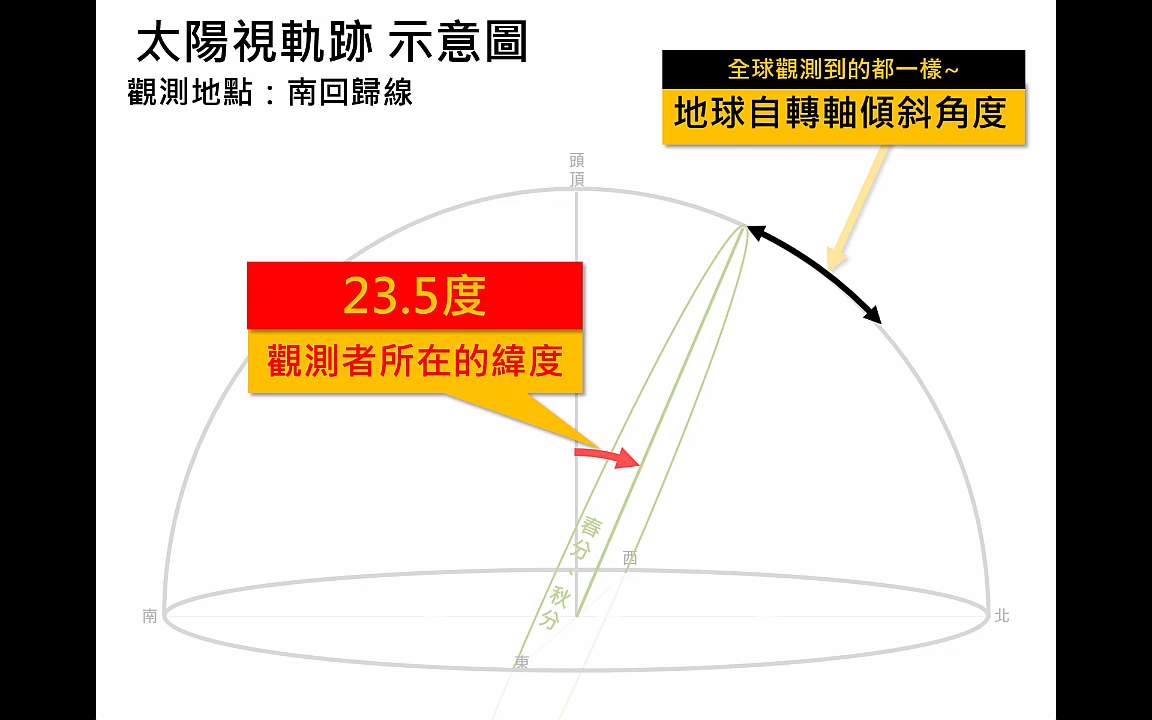 太陽視軌跡 示意圖
觀測地點：南回歸線
全球觀測到的都一樣~
地球自轉軸傾斜角度
頭頂
23.5度
觀測者所在的緯度
春分、秋分
西
南
北
東